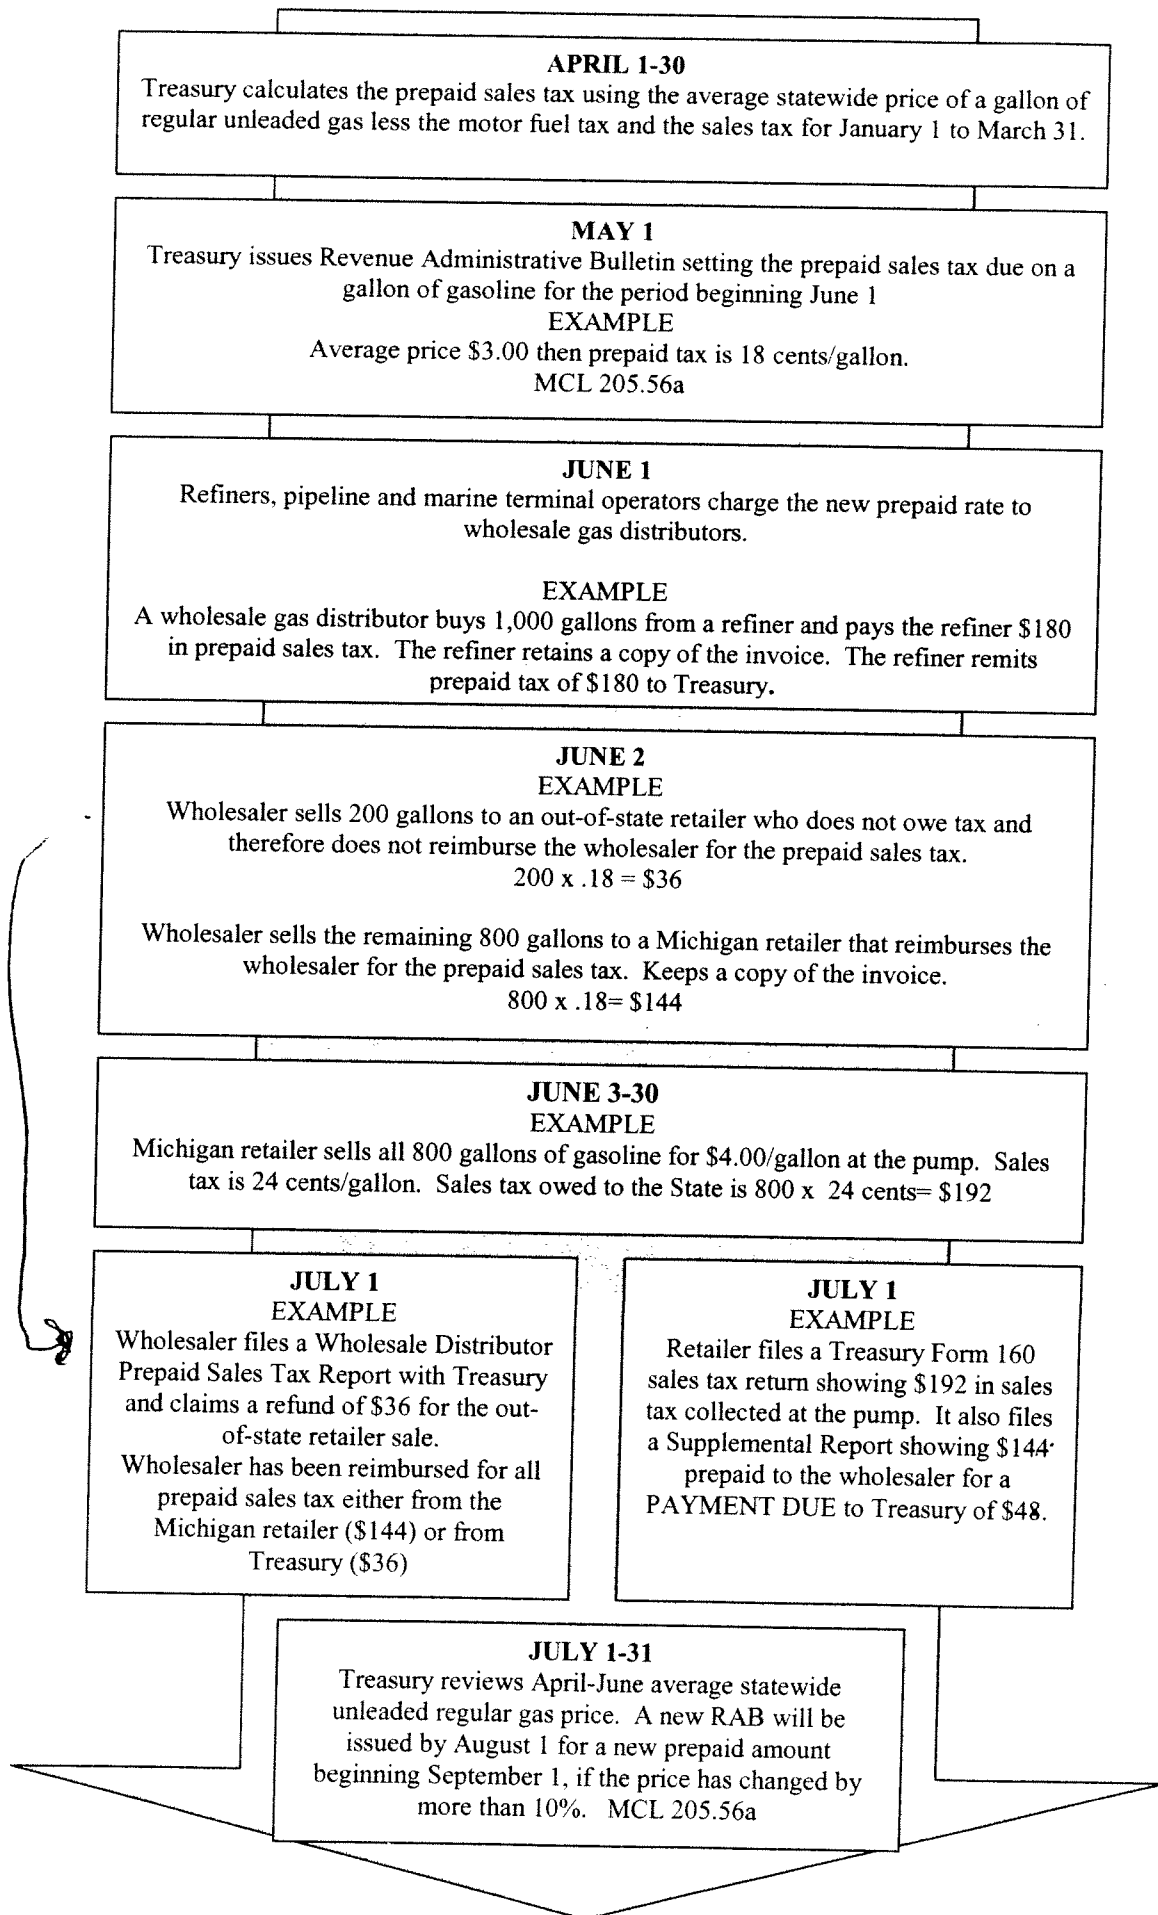 APRIL 1-30
Treasury calculates the prepaid sales tax using the average statewide price of a gallon of
regular unleaded gas less the motor fuel tax and the sales tax for January 1 to March 31.
MAY 1
Treasury issues Revenue Administrative Bulletin setting the prepaid sales tax due on a
gallon of gasoline for the period beginning June 1
EXAMPLE
Average price $3.00 then prepaid tax is 18 cents/gallon.
MCL 205.56a
JUNE 1
Refiners, pipeline and marine terminal operators charge the new prepaid rate to
wholesale gas distributors.
EXAMPLE
A wholesale gas distributor buys 1,000 gallons from a refiner and pays the refiner $180
in prepaid sales tax. The refiner retains a copy of the invoice. The refiner remits
prepaid tax of $180 to Treasury.
JUNE 2
EXAMPLE
Wholesaler sells 200 gallons to an out-of-state retailer who does not owe tax and
therefore does not reimburse the wholesaler for the prepaid sales tax.
200 x .18 = $36
Wholesaler sells the remaining 800 gallons to a Michigan retailer that reimburses the
wholesaler for the prepaid sales tax. Keeps a copy of the invoice.
800 x .18= $144
JUNE 3-30
EXAMPLE
Michigan retailer sells all 800 gallons of gasoline for $4.00/gallon at the pump. Sales
tax is 24 cents/gallon. Sales tax owed to the State is 800 x 24 cents= $192
JULY 1
EXAMPLE
Wholesaler files a Wholesale Distributor
Prepaid Sales Tax Report with Treasury
and claims a refund of $36 for the out-
of-state retailer sale.
Wholesaler has been reimbursed for all
prepaid sales tax either from the
Michigan retailer ($144) or from
Treasury ($36)
JULY 1
EXAMPLE
Retailer files a Treasury Form 160
sales tax return showing $192 in sales
tax collected at the pump. It also files
a Supplemental Report showing $144
prepaid to the wholesaler for a
PAYMENT DUE to Treasury of $48.
JULY 1-31
Treasury reviews April-June average statewide
unleaded regular gas price. A new RAB will be
issued by August 1 for a new prepaid amount
beginning September 1, if the price has changed by
more than 10%. MCL 205.56a